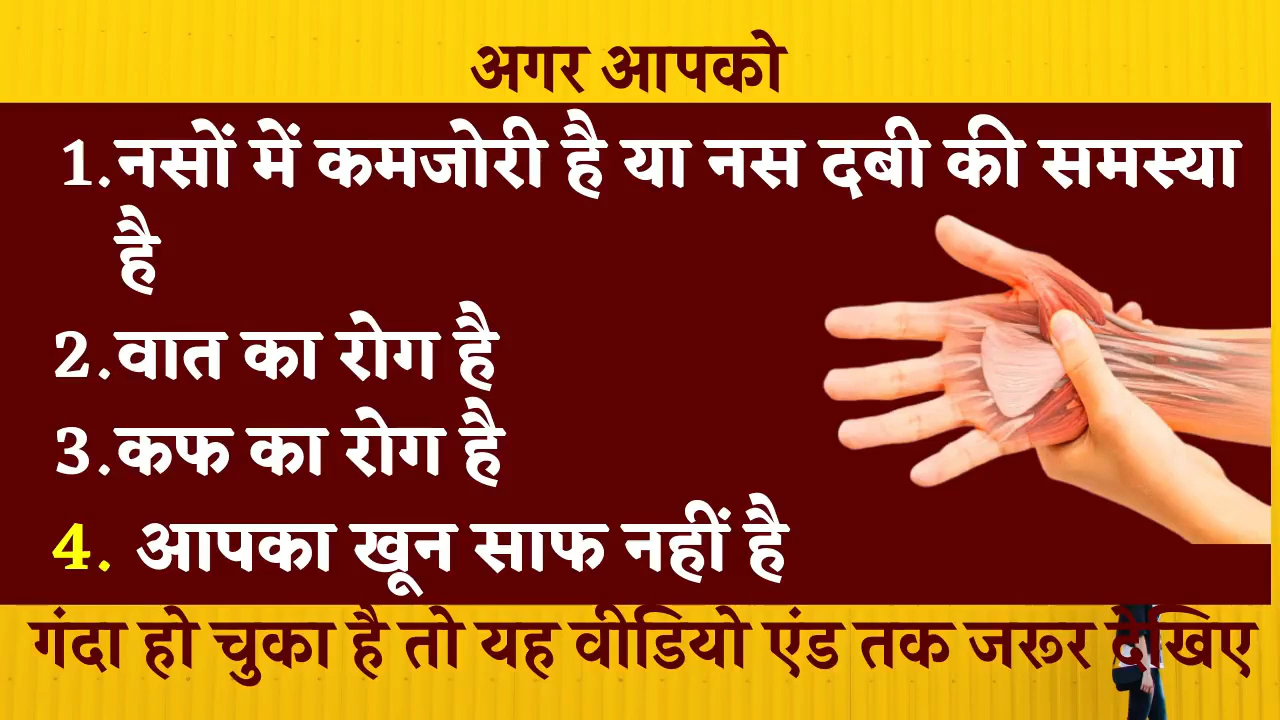 अगर आपको
1.नसों में कमजोरी है या नस दबी की समस्या
है
2.वात का रोग है
3.कफ का रोग है
4. आपका खून साफ नहीं है
गंदा हो चुका है तो यह वीडियो एंड तक जरूर देखिए